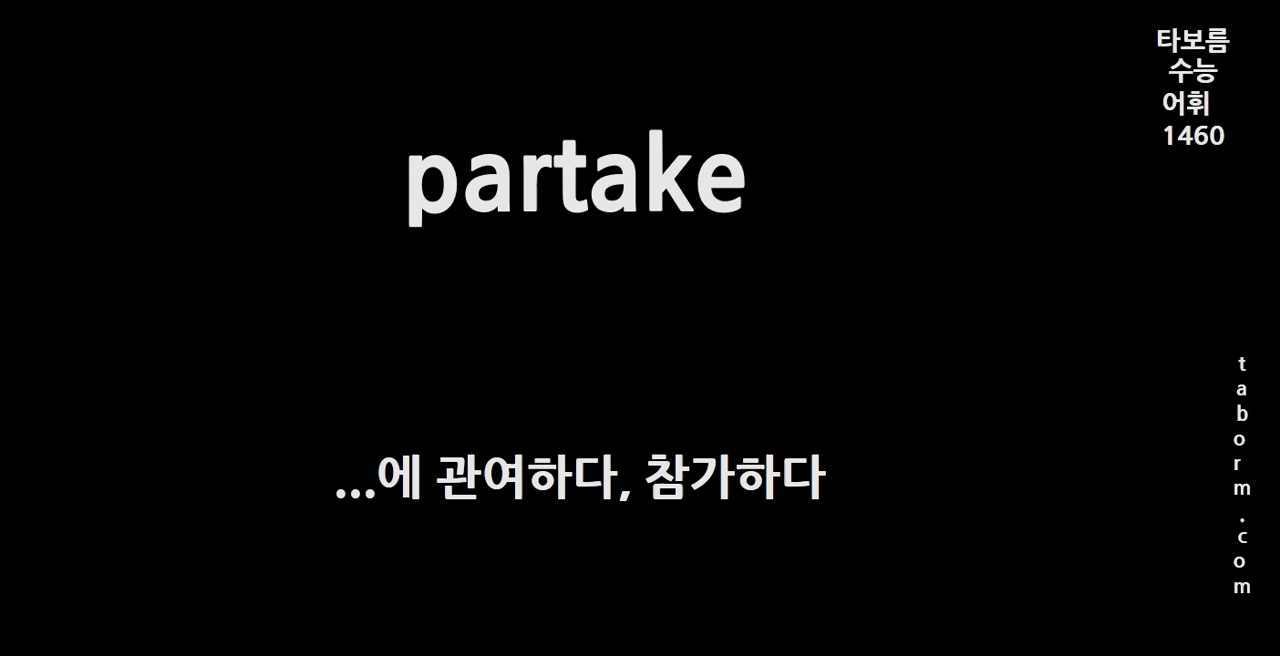 타보름
수능
어휘
1460
partake
...에 관여하다, 참가하다
taborm.com